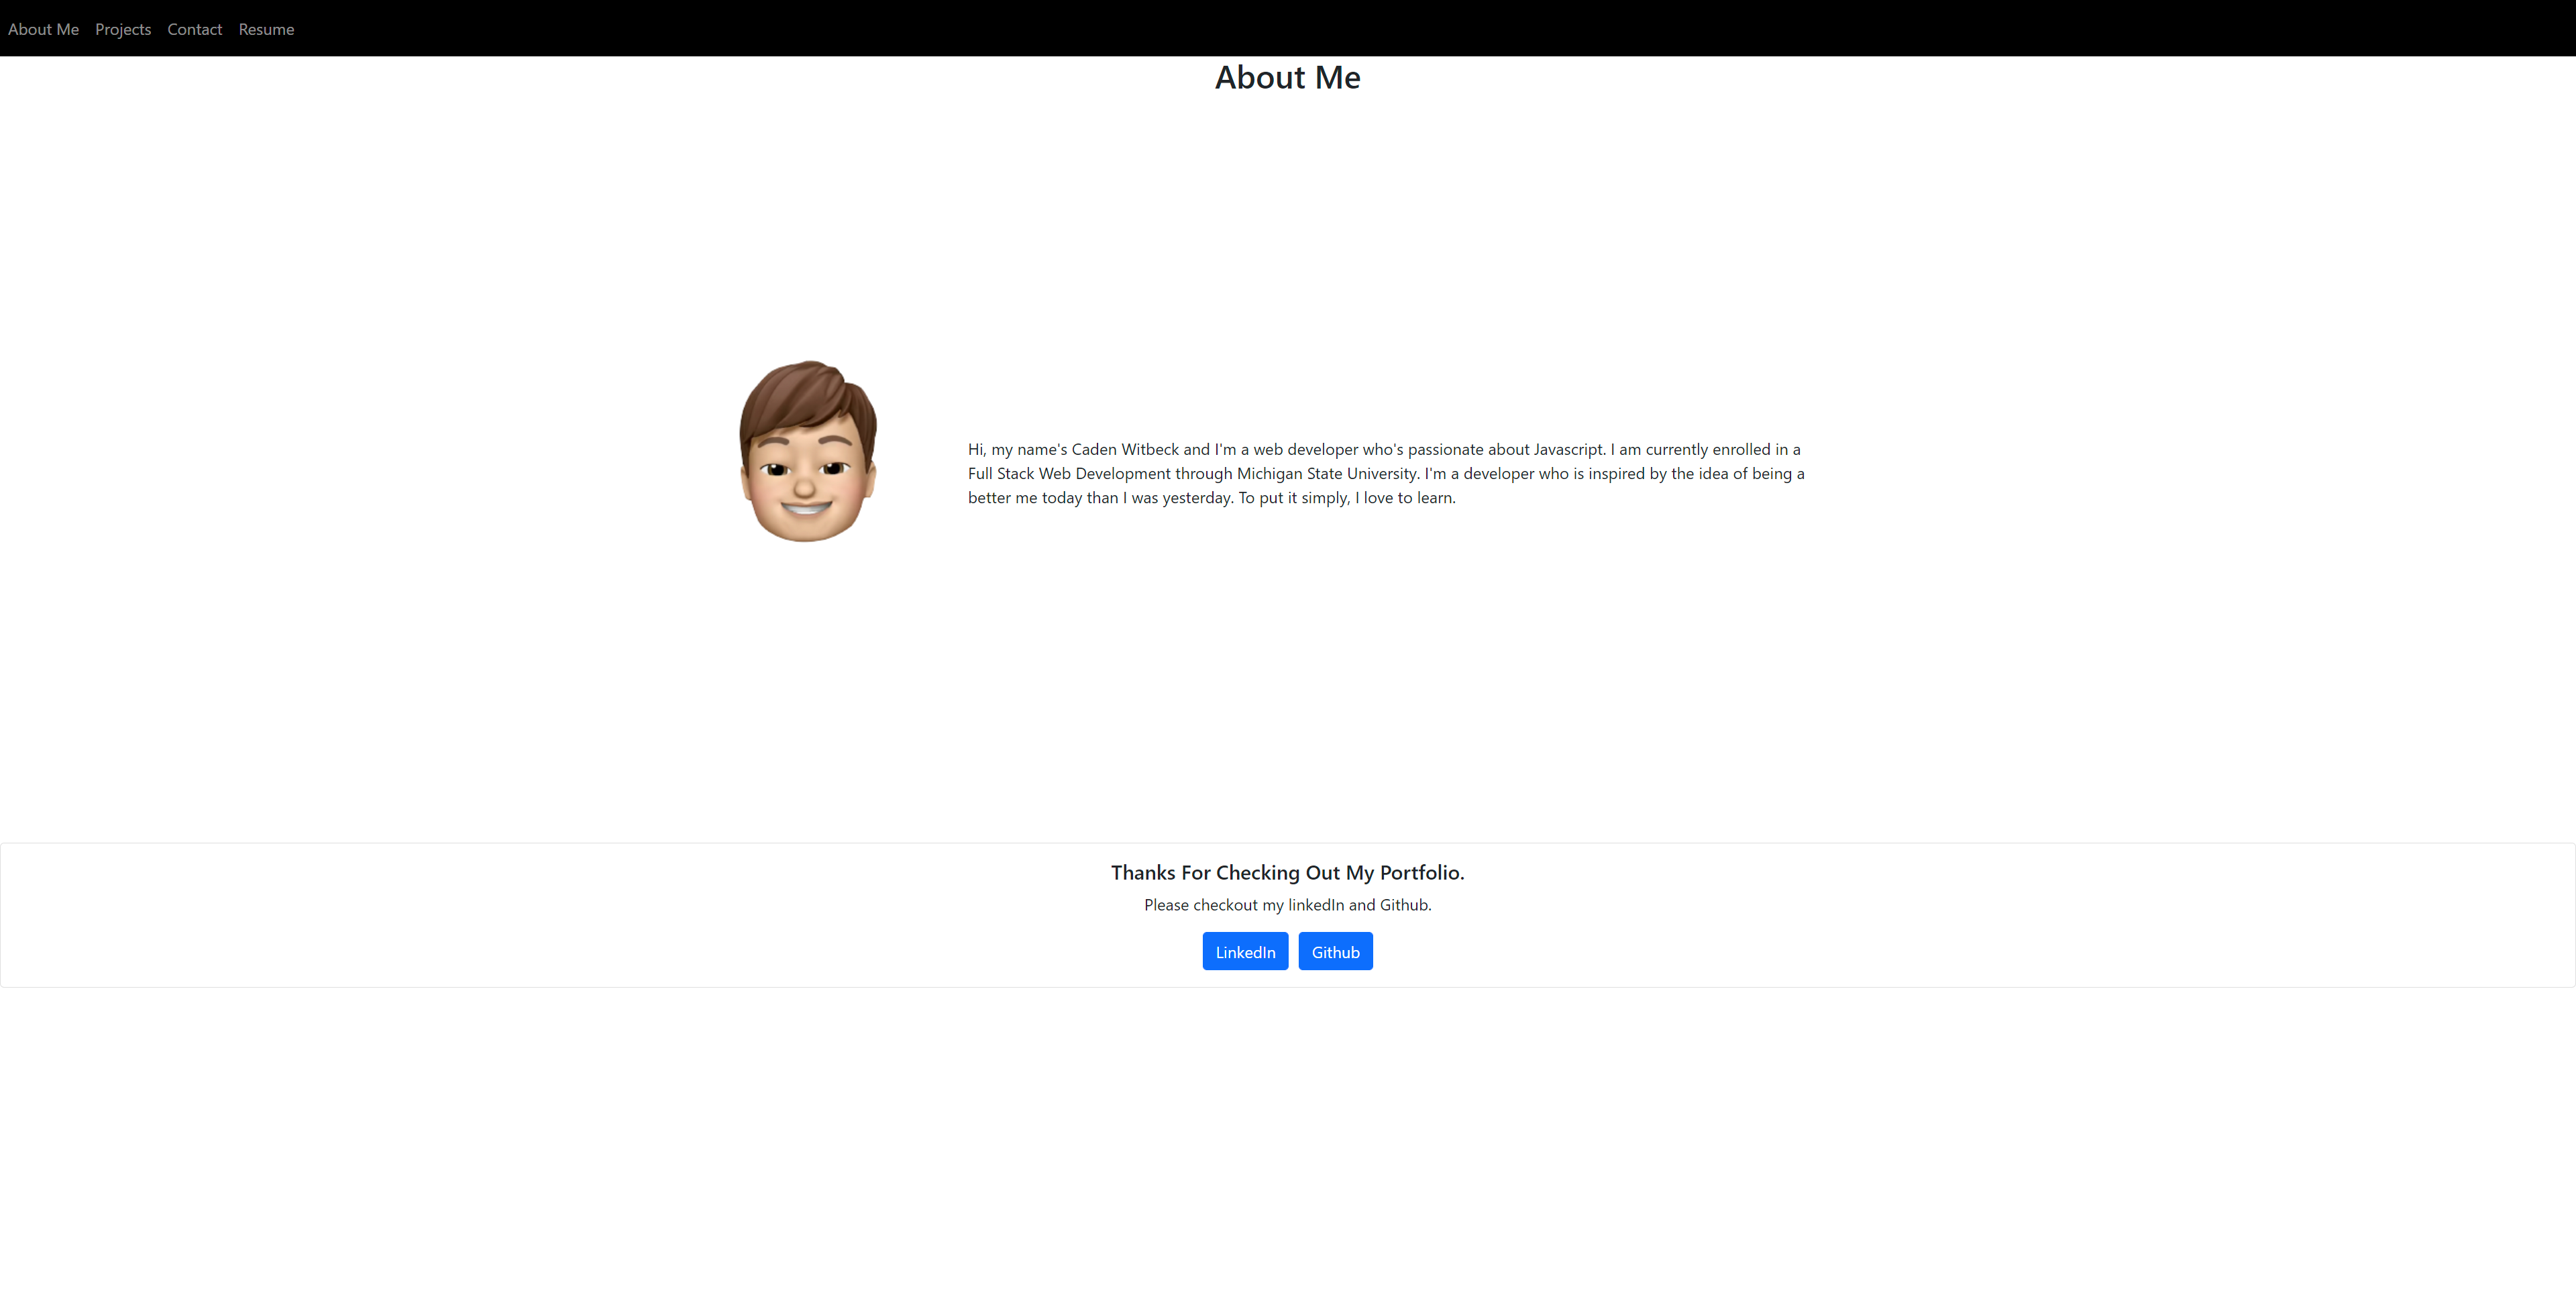 About Me Projects Contact Resume
About Me
Hi, my name's Caden Witbeck and I'm a web developer who's passionate about Javascript. I am currently enrolled in a
Full Stack Web Development through Michigan State University. I'm a developer who is inspired by the idea of being a
better me today than I was yesterday. To put it simply, I love to learn.
Thanks For Checking Out My Portfolio.
Please checkout my linkedIn and Github.
LinkedIn Github